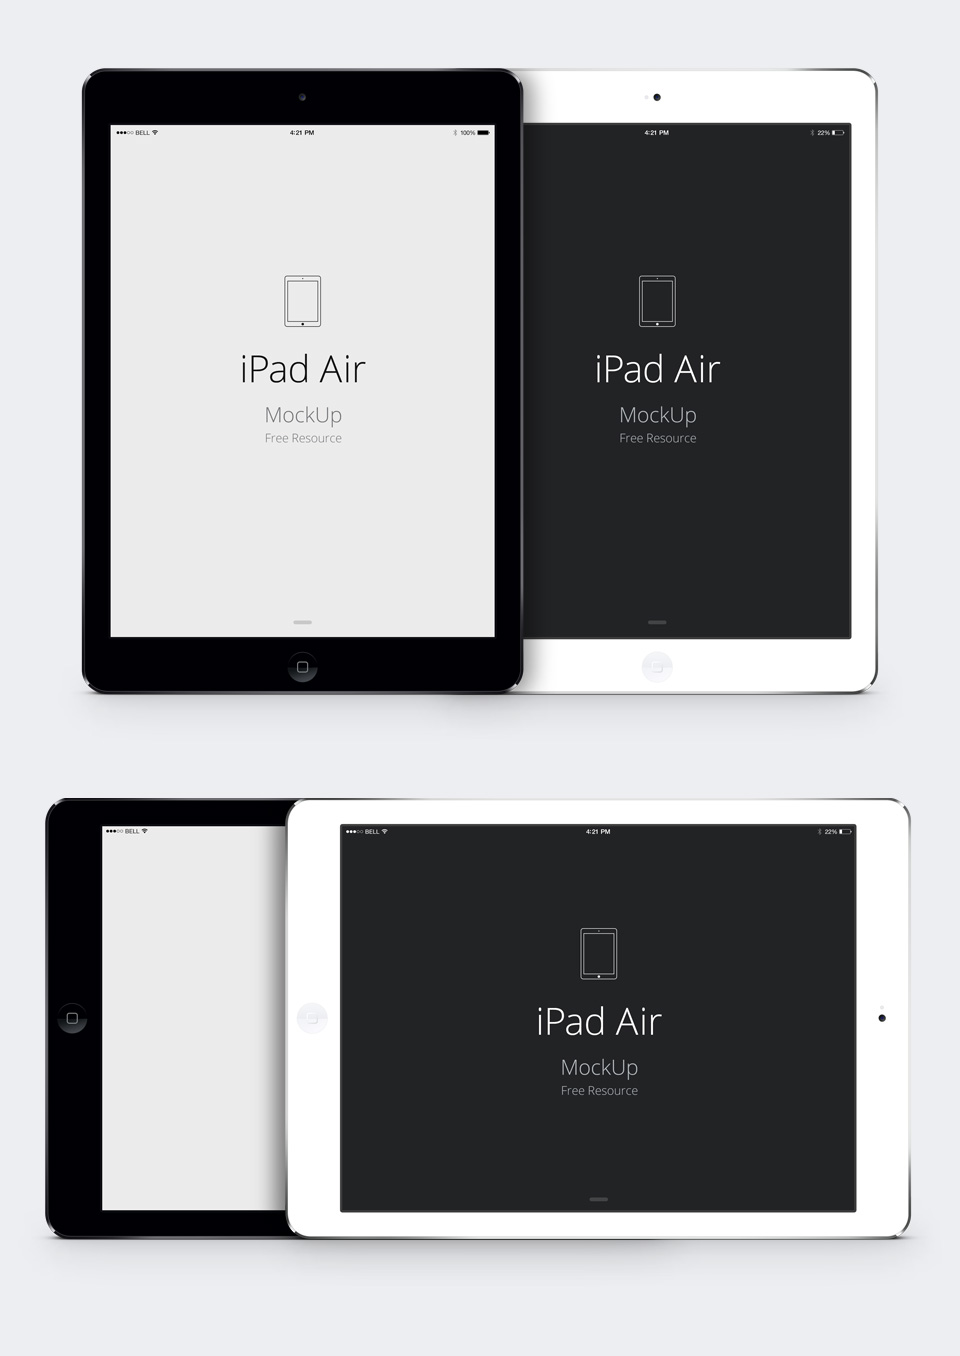 BELL
4:21 PM
100%
iPad Air
MockUp
Free Resource
4:21 PM
22%
iPad Air
MockUp
Free Resource
BELL
BELL
4:21 PM
22%
iPad Air
MockUp
Free Resource